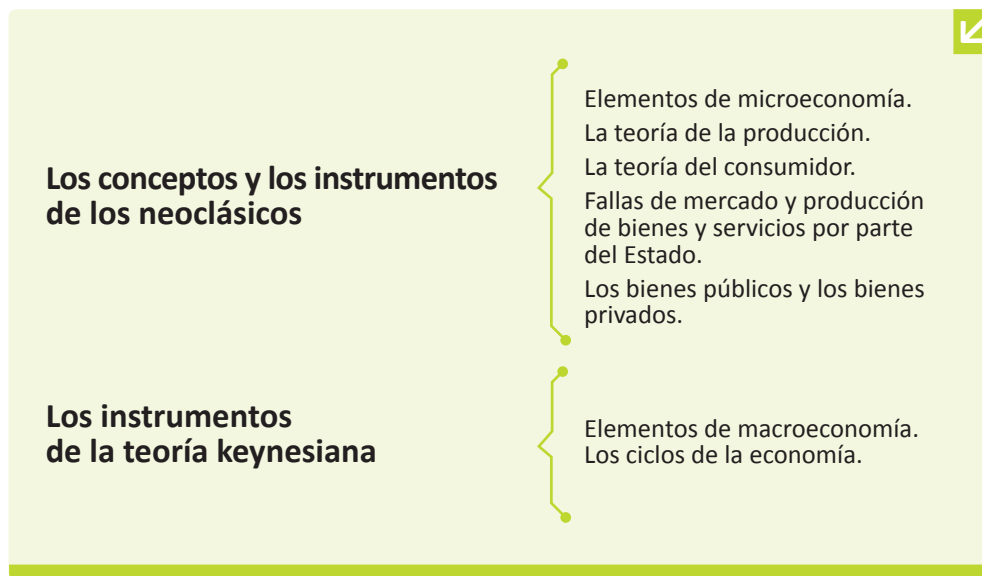 Los conceptos y los instrumentos
de los neoclásicos
Elementos de microeconomía.
La teoría de la producción.
La teoría del consumidor.
Fallas de mercado y producción
de bienes y servicios por parte
del Estado.
Los bienes públicos y los bienes
privados.
Los instrumentos
de la teoría keynesiana
Elementos de macroeconomía.
Los ciclos de la economía.